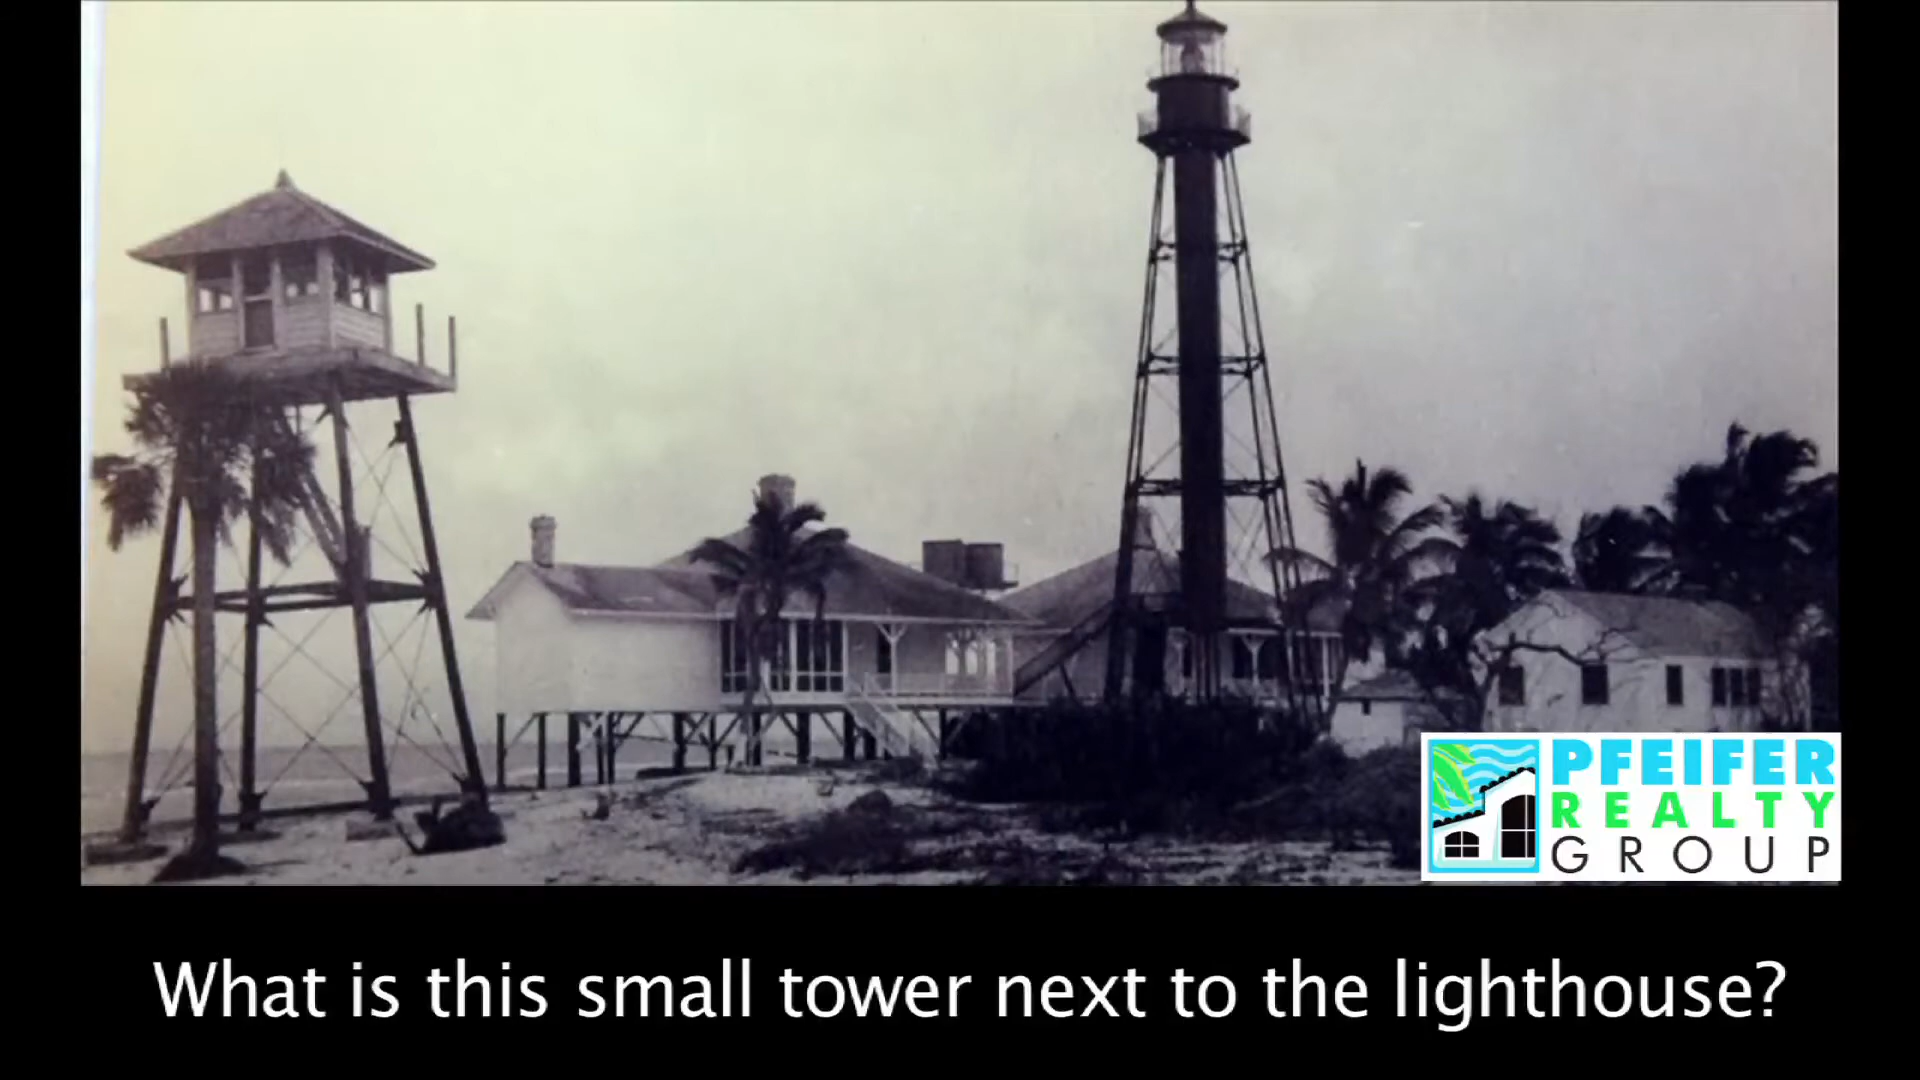 PFEIFER
REALTY
GROUP
What is this small tower next to the lighthouse?